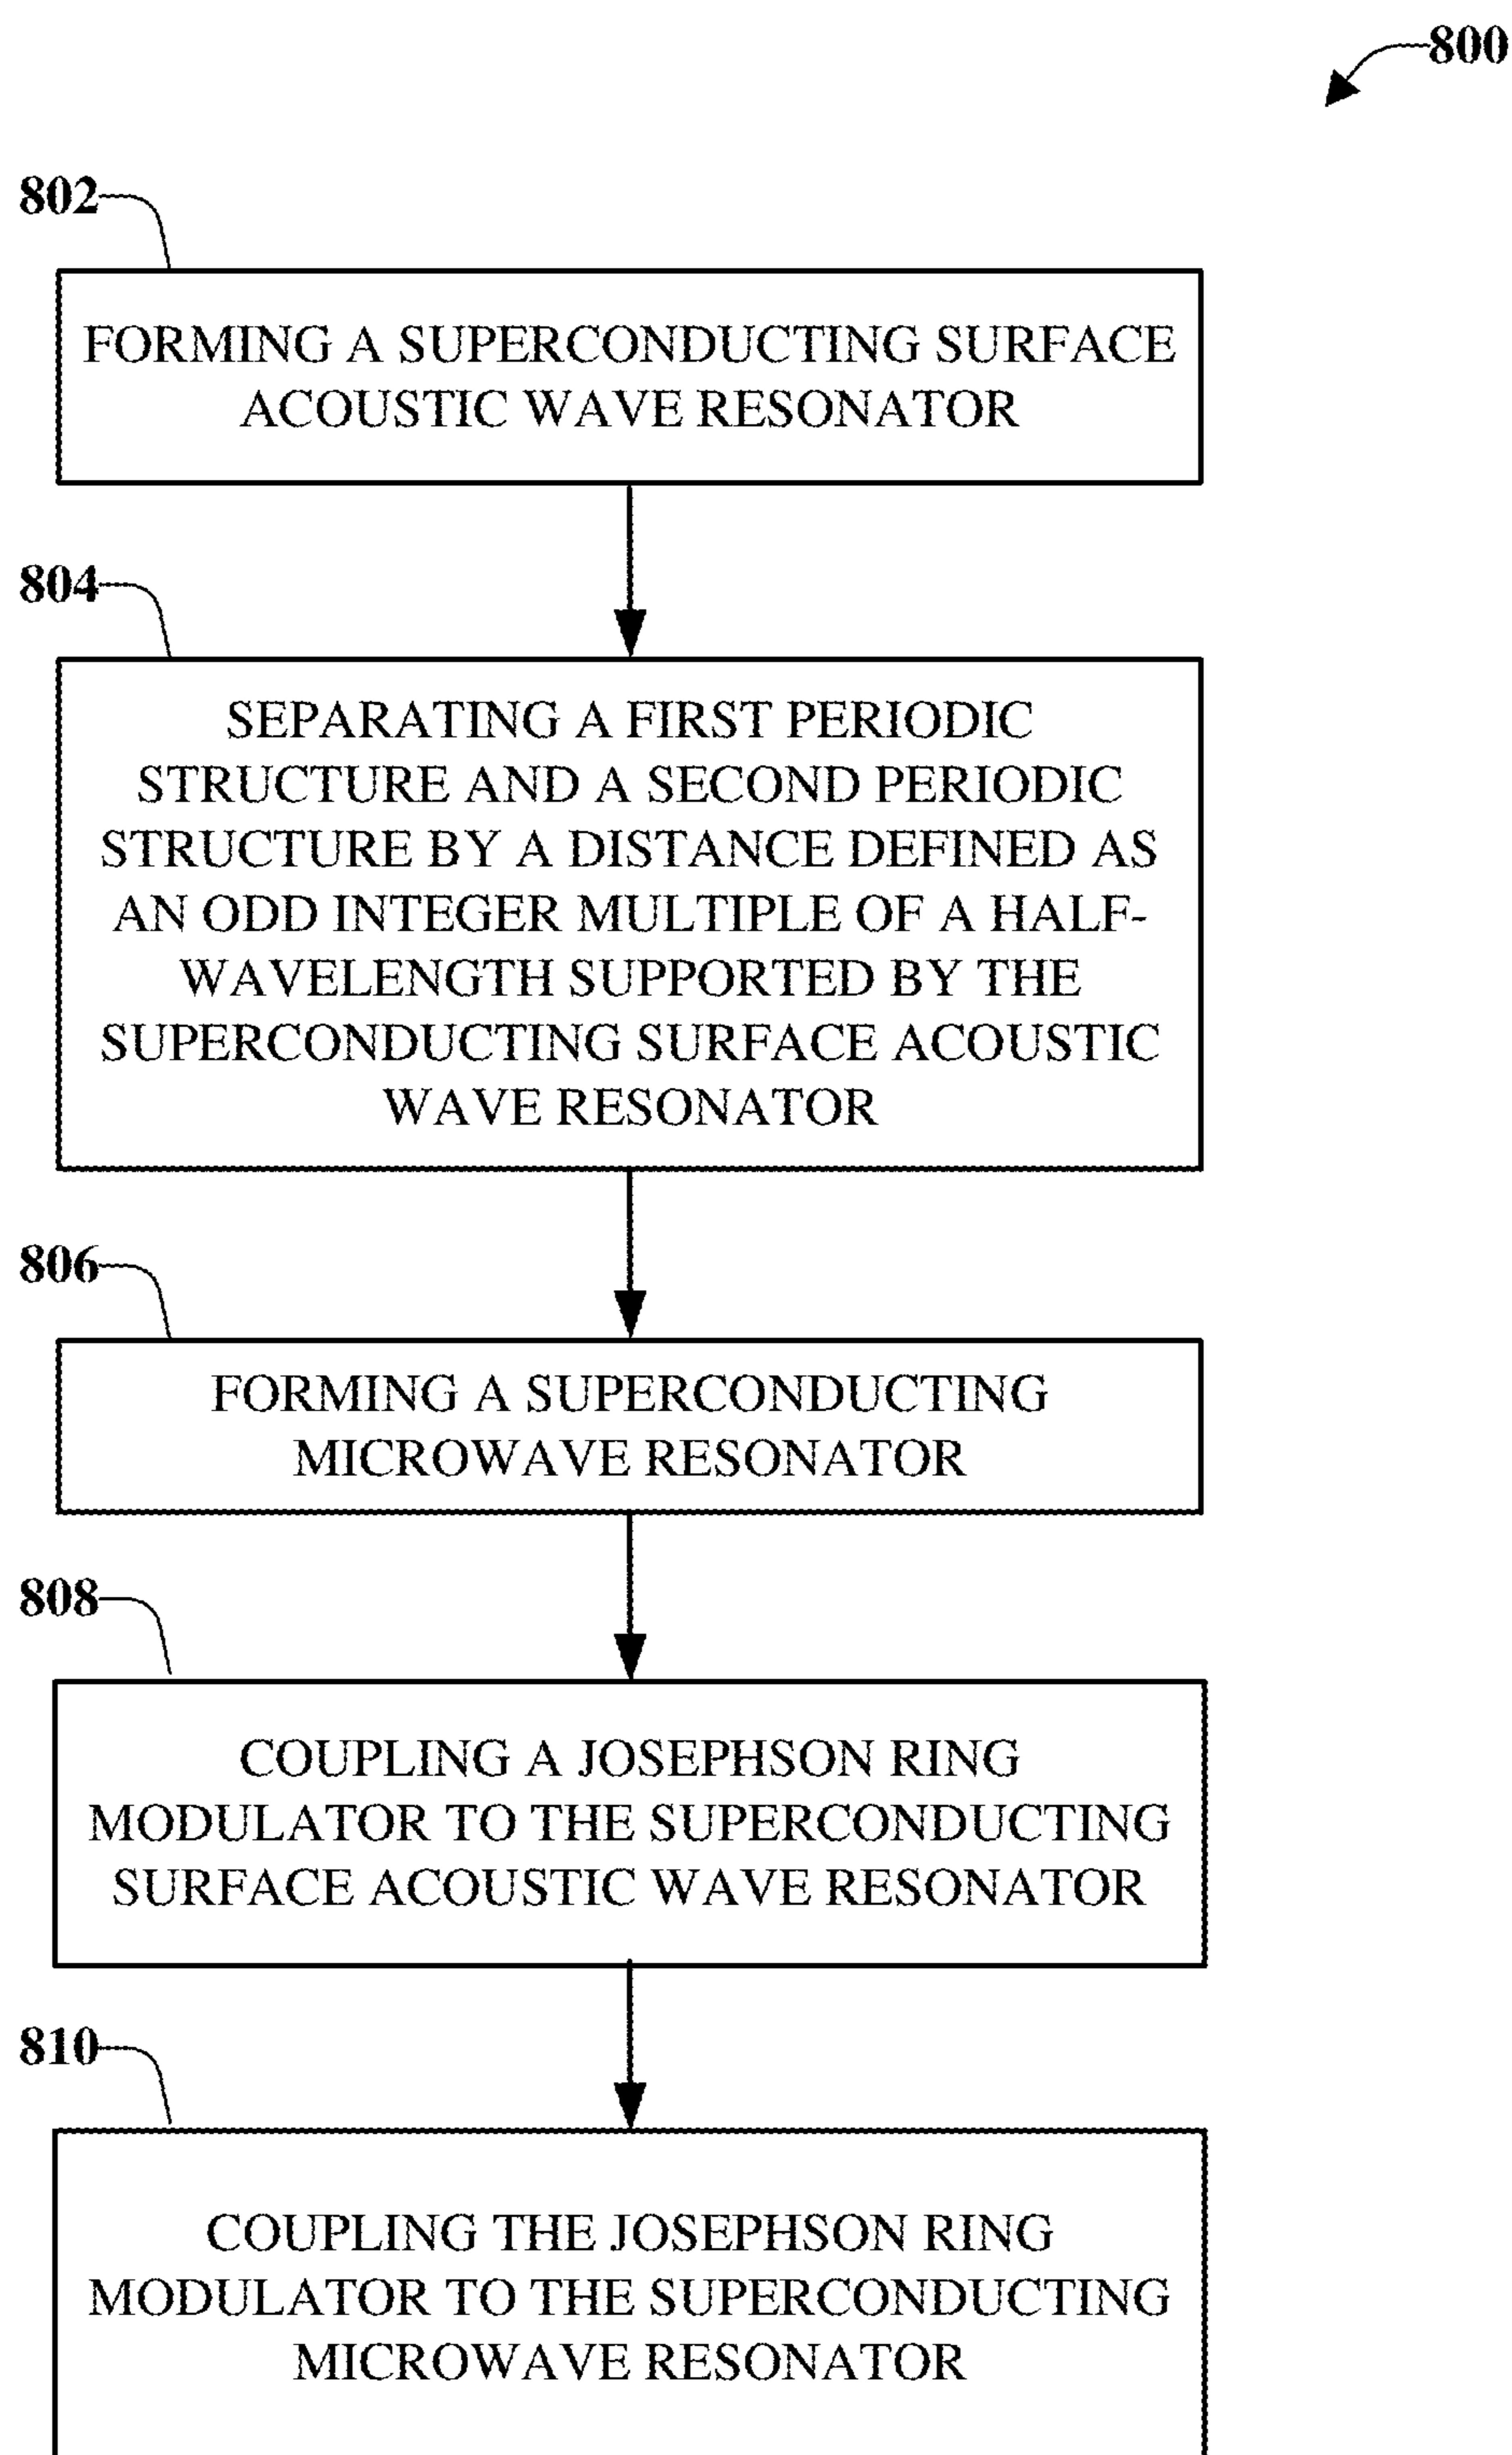 800
802
FORMING A SUPERCONDUCTING SURFACE
ACOUSTIC WAVE RESONATOR
804
SEPARATING A FIRST PERIODIC
STRUCTURE AND A SECOND PERIODIC
STRUCTURE BY A DISTANCE DEFINED AS
AN ODD INTEGER MULTIPLE OF A HALF-
WAVELENGTH SUPPORTED BY THE
SUPERCONDUCTING SURFACE ACOUSTIC
WAVE RESONATOR
806
FORMING A SUPERCONDUCTING
MICROWAVE RESONATOR
808
COUPLING A JOSEPHSON RING
MODULATOR TO THE SUPERCONDUCTING
SURFACE ACOUSTIC WAVE RESONATOR
810
COUPLING THE JOSEPHSON RING
MODULATOR TO THE SUPERCONDUCTING
MICROWAVE RESONATOR